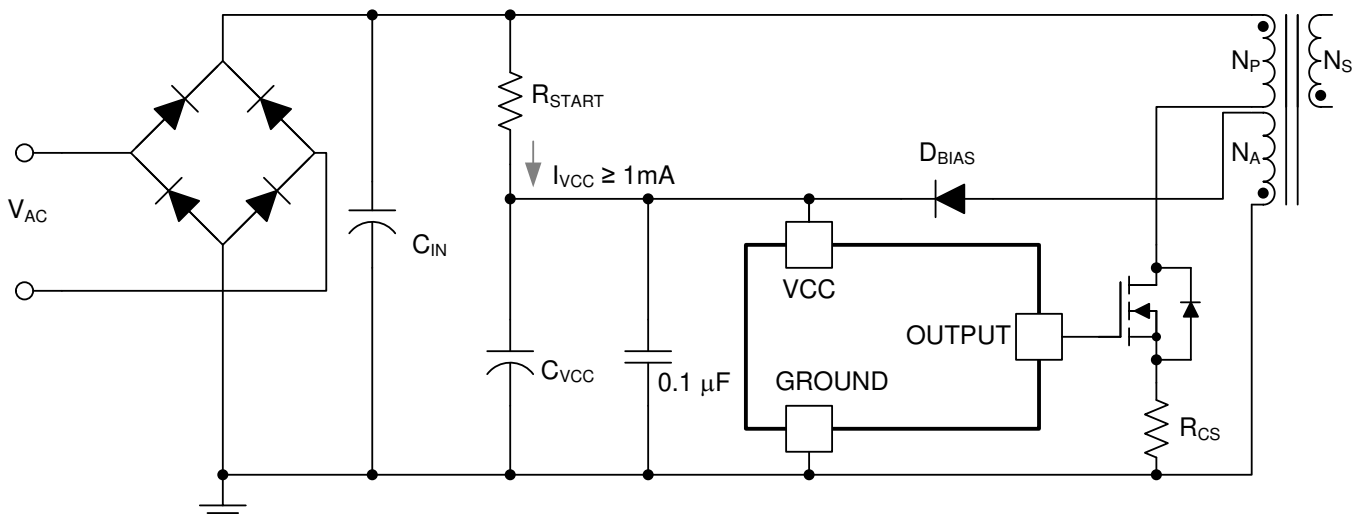 N_P
N_S
R_START
N_A
D_BIAS
I_VCC ≥ 1mA
V_AC
C_IN
VCC
OUTPUT
C_VCC
0.1 μF
GROUND
R_CS